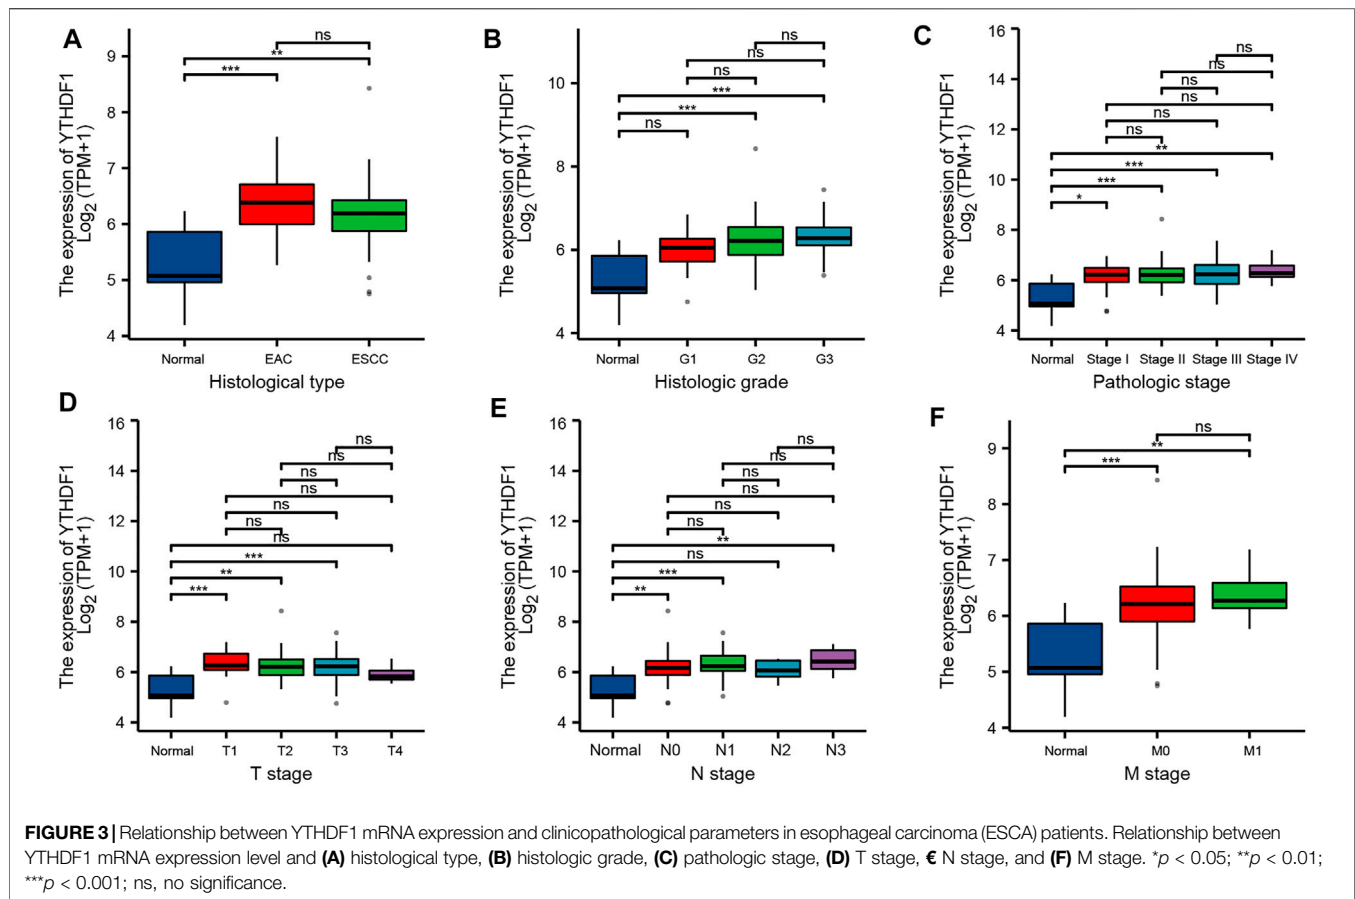 A
The expression of YTHDF1
Log2 (TPM+1)
9
8
7
6
5
4
ns
**
***
Normal EAC ESCC
Histological type
B
The expression of YTHDF1
Log2 (TPM+1)
10
8
6
4
ns
ns
ns
***
***
ns
Normal G1 G2 G3
Histologic grade
C
The expression of YTHDF1
Log2 (TPM+1)
16
14
12
10
8
6
4
ns
ns
ns
ns
ns
ns
**
***
***
*
Normal Stage I Stage II Stage III Stage IV
Pathologic stage
D
The expression of YTHDF1
Log2 (TPM+1)
16
14
12
10
8
6
4
ns
ns
ns
ns
ns
ns
ns
***
**
***
Normal T1 T2 T3 T4
T stage
E
The expression of YTHDF1
Log2 (TPM+1)
16
14
12
10
8
6
4
ns
ns
ns
ns
ns
ns
**
ns
***
**
Normal N0 N1 N2 N3
N stage
F
The expression of YTHDF1
Log2 (TPM+1)
9
8
7
6
5
4
ns
**
***
Normal M0 M1
M stage
FIGURE 3 | Relationship between YTHDF1 mRNA expression and clinicopathological parameters in esophageal carcinoma (ESCA) patients. Relationship between
YTHDF1 mRNA expression level and (A) histological type, (B) histologic grade, (C) pathologic stage, (D) T stage, € N stage, and (F) M stage. *p < 0.05; **p < 0.01;
***p < 0.001; ns, no significance.